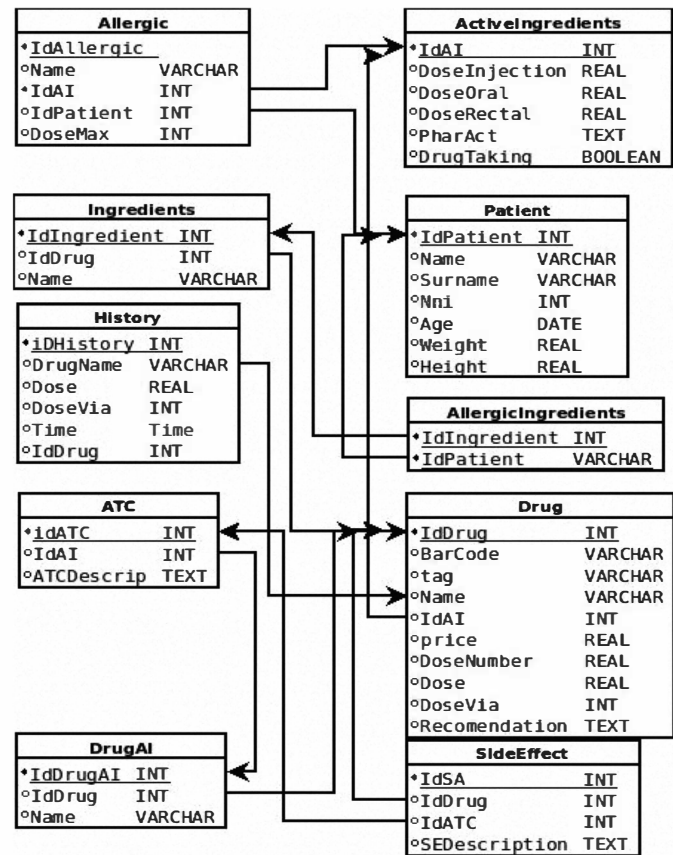 Allergic
IdAllergic
Name VARCHAR
IdAI INT
IdPatient INT
DoseMax INT
ActiveIngredients
IdAI INT
DoseInjection REAL
DoseOral REAL
DoseRectal REAL
PharAct TEXT
DrugTaking BOOLEAN
Ingredients
IdIngredient INT
IdDrug INT
Name VARCHAR
Patient
IdPatient INT
Name VARCHAR
Surname VARCHAR
Nni INT
Age DATE
Weight REAL
Height REAL
History
iDHistory INT
DrugName VARCHAR
Dose REAL
DoseVia INT
Time Time
IdDrug INT
AllergicIngredients
IdIngredient INT
IdPatient VARCHAR
ATC
idATC INT
IdAI INT
ATCDescrip TEXT
Drug
IdDrug INT
BarCode VARCHAR
tag VARCHAR
Name VARCHAR
IdAI INT
price REAL
DoseNumber REAL
Dose REAL
DoseVia INT
Recomendation TEXT
DrugAI
IdDrugAI INT
IdDrug INT
Name VARCHAR
SideEffect
IdSA INT
IdDrug INT
IdATC INT
SEDescription TEXT